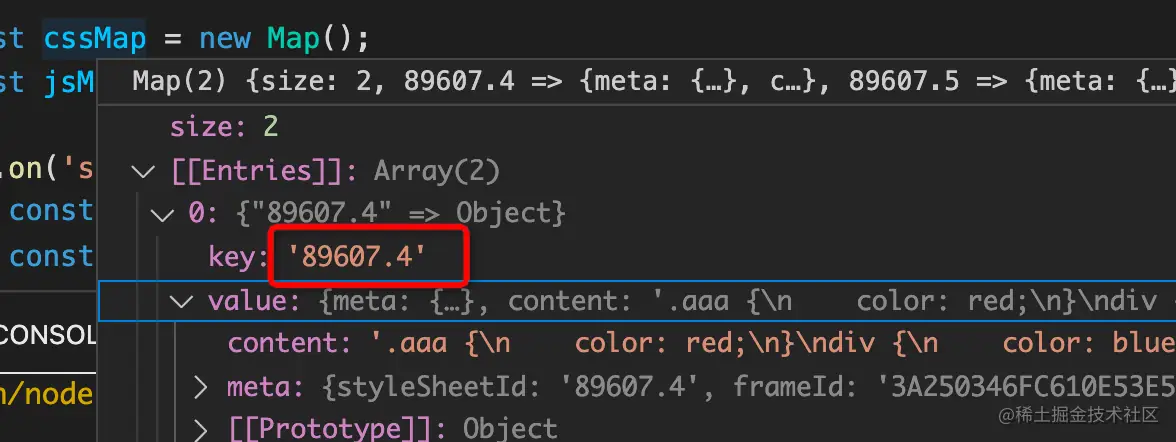 st cssMap = new Map();
st jsM
Map(2) {size: 2, 89607.4 => {meta: {…}, c…}, 89607.5 => {meta: {…}
size: 2
.on('s
[[Entries]]: Array(2)
const
0: {"89607.4" => Object}
const
key: '89607.4'
value: {meta: {…}, content: '.aaa {\n    color: red;\n}\ndiv
CONSOL
content: '.aaa {\n    color: red;\n}\ndiv {\n    color: blue
n/node
meta: {styleSheetId: '89607.4', frameId: '3A250346FC610E53E5
[[Prototype]]: Object
@稀土掘金技术社区